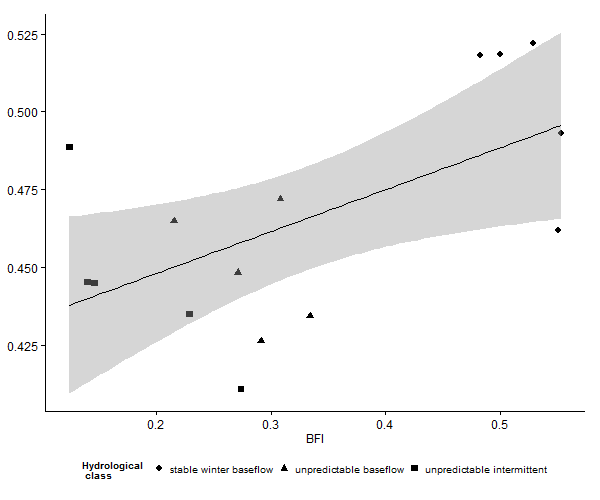 0.525
0.500
0.475
0.450
0.425
0.2 0.3 0.4 0.5
BFI
Hydrological
class
stable winter baseflow unpredictable baseflow unpredictable intermittent